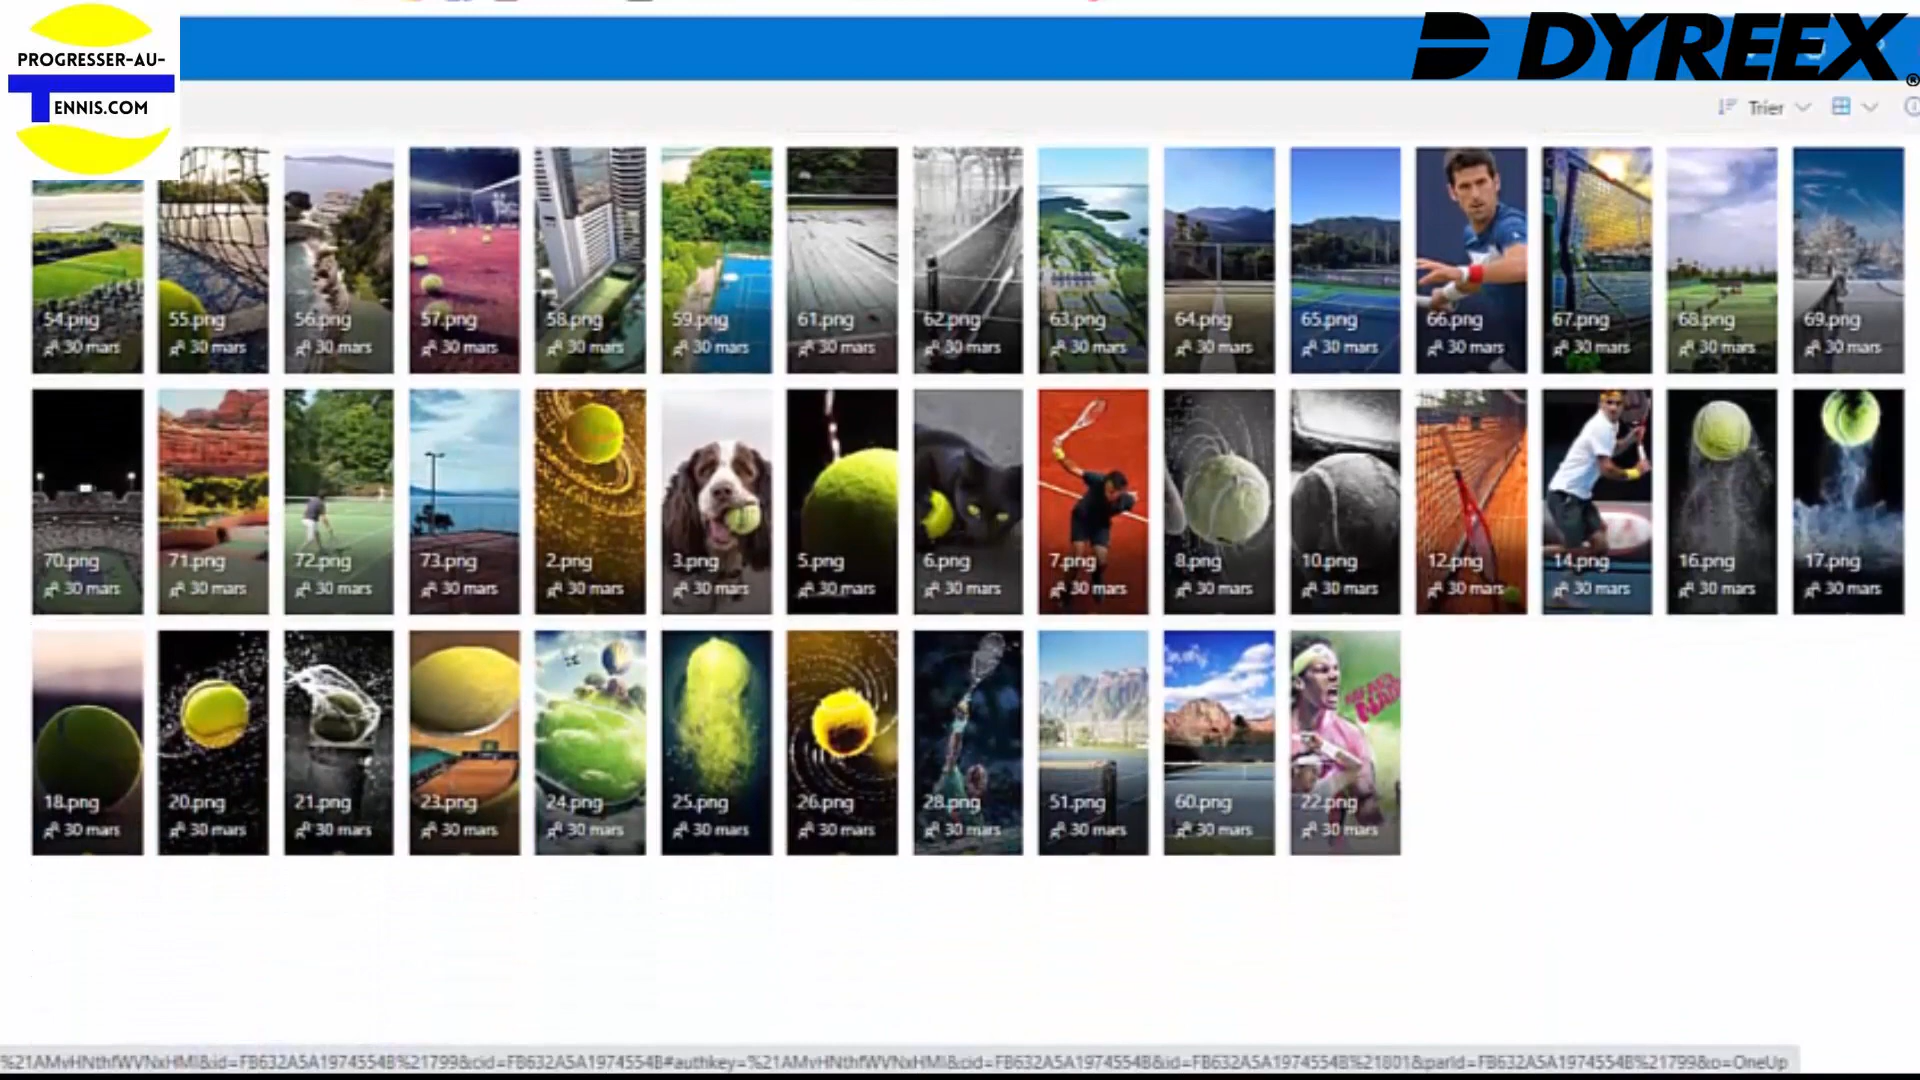 PROGRESSER-AU-
TENNIS.COM
DYREEX®
Trier
54.png
30 mars
55.png
30 mars
56.png
30 mars
57.png
30 mars
58.png
30 mars
59.png
30 mars
61.png
30 mars
62.png
30 mars
63.png
30 mars
64.png
30 mars
65.png
30 mars
66.png
30 mars
67.png
30 mars
68.png
30 mars
69.png
30 mars
70.png
30 mars
71.png
30 mars
72.png
30 mars
73.png
30 mars
2.png
30 mars
3.png
30 mars
5.png
30 mars
6.png
30 mars
7.png
30 mars
8.png
30 mars
10.png
30 mars
12.png
30 mars
14.png
30 mars
16.png
30 mars
17.png
30 mars
18.png
30 mars
20.png
30 mars
21.png
30 mars
23.png
30 mars
24.png
30 mars
25.png
30 mars
26.png
30 mars
28.png
30 mars
51.png
30 mars
60.png
30 mars
22.png
30 mars